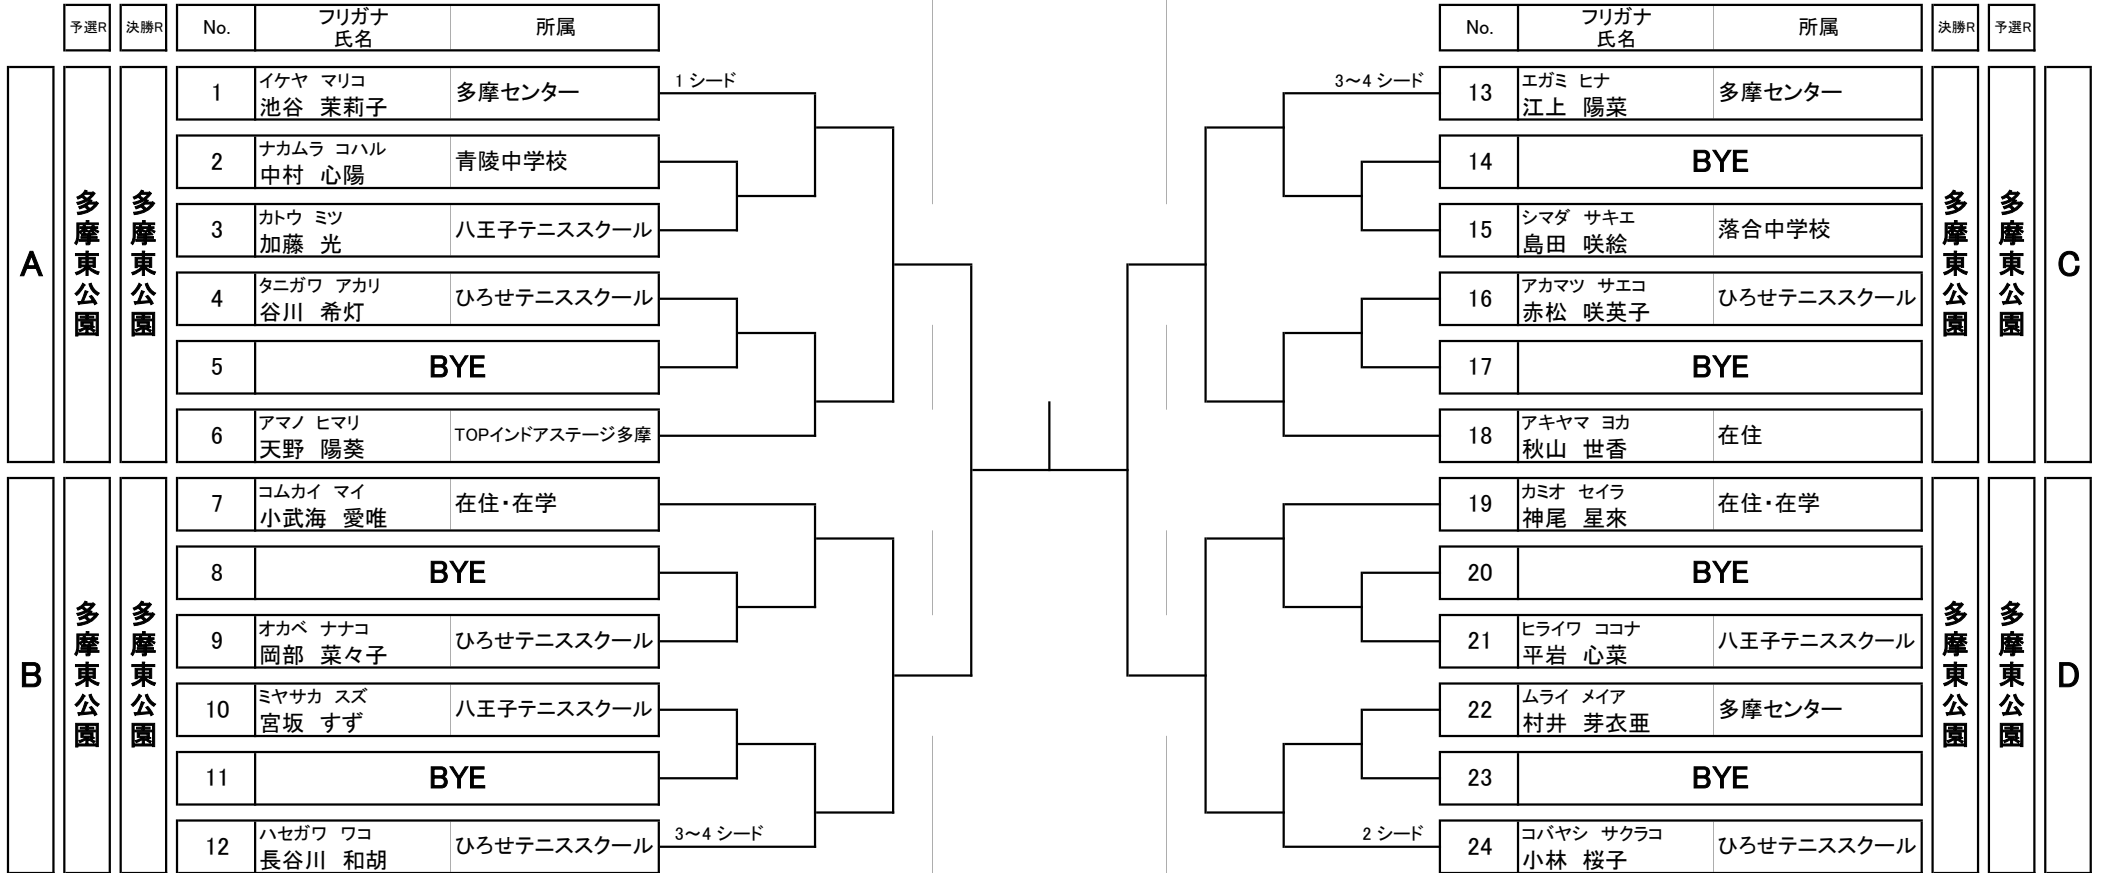 予選R 決勝R No. フリガナ 氏名 所属
A 多摩東公園 多摩東公園
1 イケヤ マリコ 多摩センター 1 シード
池谷 茉莉子
2 ナカムラ コハル 青陵中学校
中村 心陽
3 カトウ ミツ 八王子テニススクール
加藤 光
4 タニガワ アカリ ひろせテニススクール
谷川 希灯
5 BYE
6 アマノ ヒマリ TOPインドアステージ多摩
天野 陽葵
B 多摩東公園 多摩東公園
7 コムカイ マイ 在住・在学
小武海 愛唯
8 BYE
9 オカベ ナナコ ひろせテニススクール
岡部 菜々子
10 ミヤサカ スズ 八王子テニススクール
宮坂 すず
11 BYE
12 ハセガワ ワコ ひろせテニススクール 3~4 シード
長谷川 和胡
No. フリガナ 氏名 所属 決勝R 予選R
3~4 シード 13 エガミ ヒナ 多摩センター
江上 陽菜
14 BYE
15 シマダ サキエ 落合中学校
島田 咲絵
16 アカマツ サエコ ひろせテニススクール
赤松 咲英子
17 BYE
18 アキヤマ ヨカ 在住
秋山 世香
多摩東公園 多摩東公園 C
19 カミオ セイラ 在住・在学
神尾 星來
20 BYE
21 ヒライワ ココナ 八王子テニススクール
平岩 心菜
22 ムライ メイア 多摩センター
村井 芽衣亜
23 BYE
2 シード 24 コバヤシ サクラコ ひろせテニススクール
小林 桜子
多摩東公園 多摩東公園 D